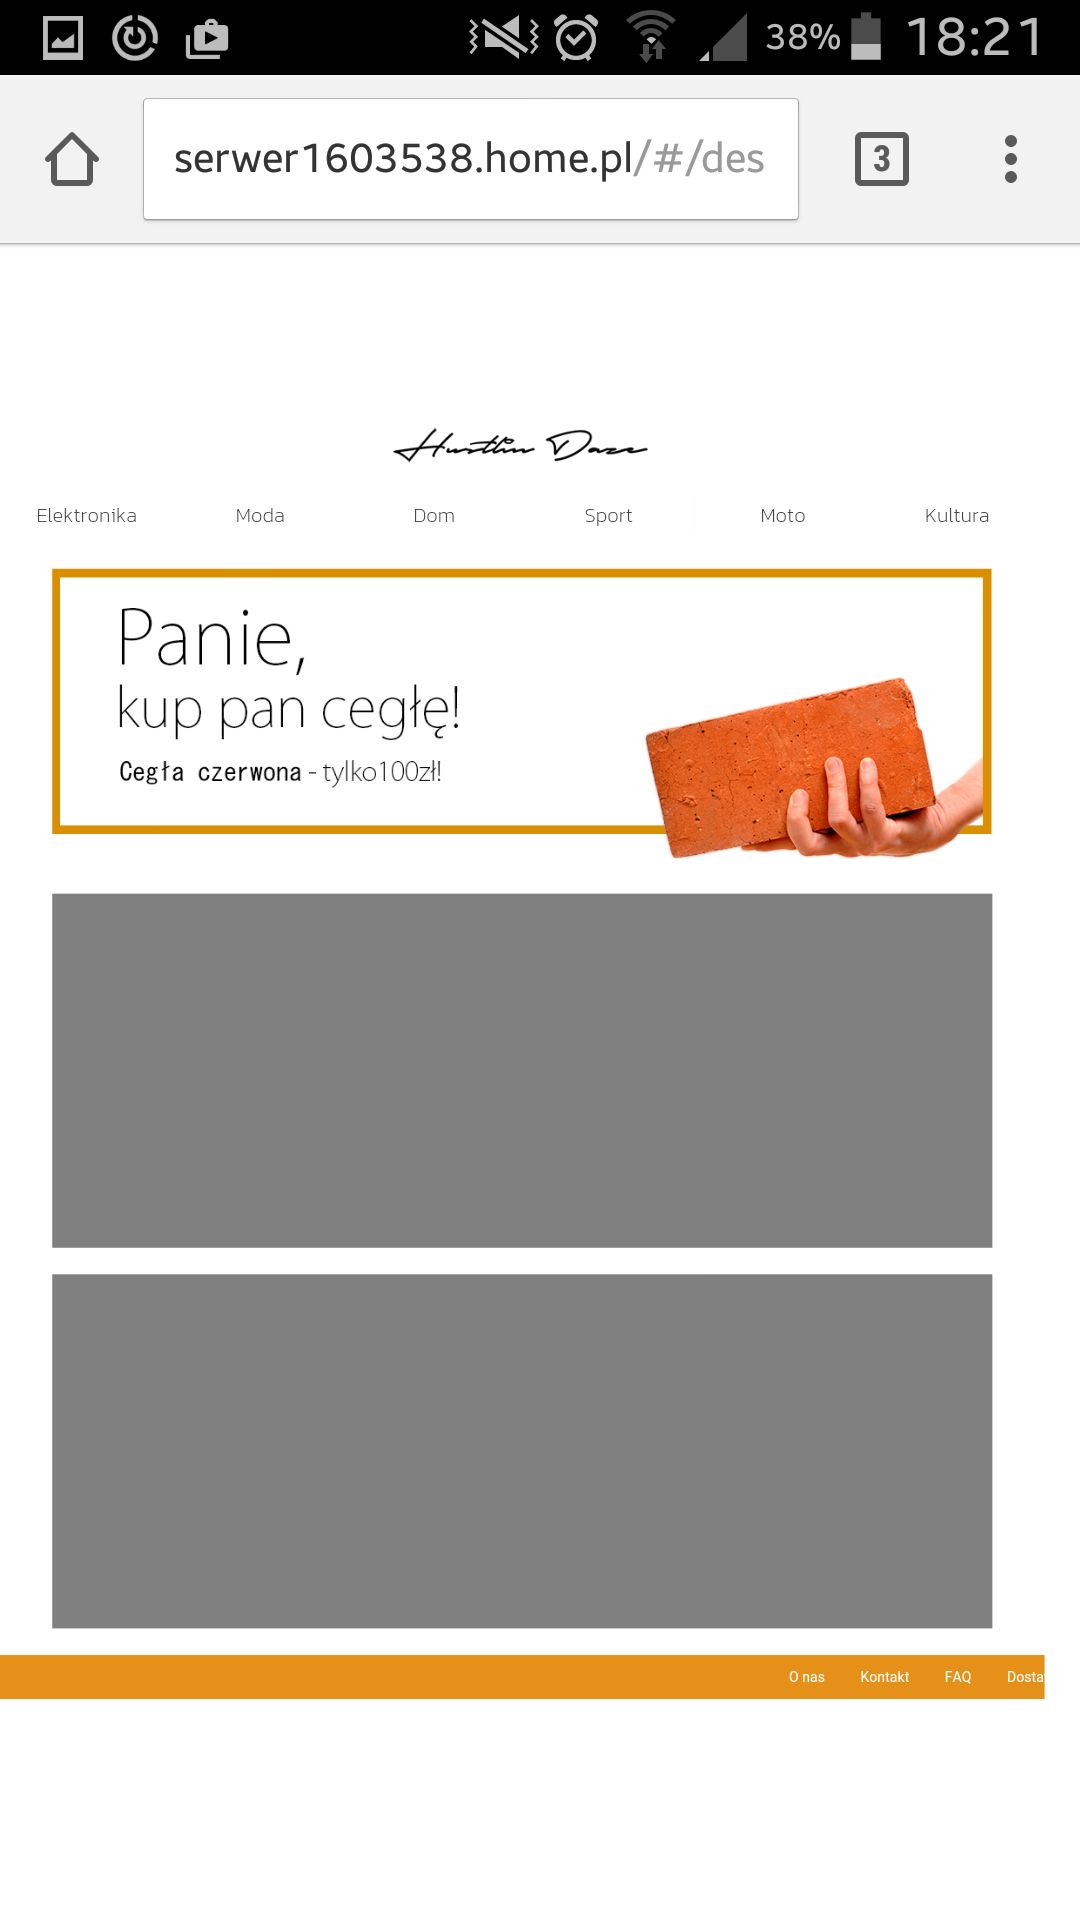 38% 18:21
serwer1603538.home.pl/#/des
3
Hustlin Daze
Elektronika Moda Dom Sport Moto Kultura
Panie,
kup pan cegłę!
Cegła czerwona - tylko100zł!
O nas Kontakt FAQ Dosta